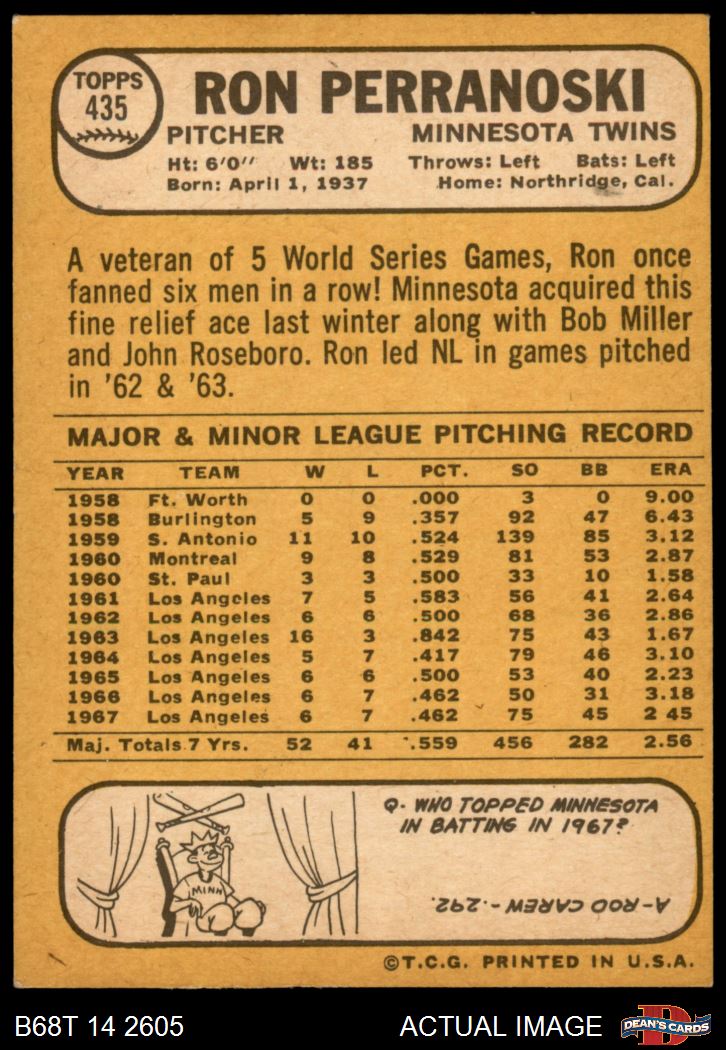 TOPPS
435
RON PERRANOSKI
PITCHER MINNESOTA TWINS
Ht: 6'0" Wt: 185 Throws: Left Bats: Left
Born: April 1, 1937 Home: Northridge, Cal.
A veteran of 5 World Series Games, Ron once
fanned six men in a row! Minnesota acquired this
fine relief ace last winter along with Bob Miller
and John Roseboro. Ron led NL in games pitched
in '62 & '63.
MAJOR & MINOR LEAGUE PITCHING RECORD
YEAR TEAM W L PCT. SO BB ERA
1958 Ft. Worth 0 0 .000 3 0 9.00
1958 Burlington 5 9 .357 92 47 6.43
1959 S. Antonio 11 10 .524 139 85 3.12
1960 Montreal 9 8 .529 81 53 2.87
1960 St. Paul 3 3 .500 33 10 1.58
1961 Los Angeles 7 5 .583 56 41 2.64
1962 Los Angeles 6 6 .500 68 36 2.86
1963 Los Angeles 16 3 .842 75 43 1.67
1964 Los Angeles 5 7 .417 79 46 3.10
1965 Los Angeles 6 6 .500 53 40 2.23
1966 Los Angeles 6 7 .462 50 31 3.18
1967 Los Angeles 6 7 .462 75 45 2 45
Maj. Totals 7 Yrs. 52 41 .559 456 282 2.56
Q- WHO TOPPED MINNESOTA
IN BATTING IN 1967?
MINN
A-ROD CAREW-.292.
©T.C.G. PRINTED IN U.S.A.
B68T 14 2605 ACTUAL IMAGE D DEAN'S CARDS